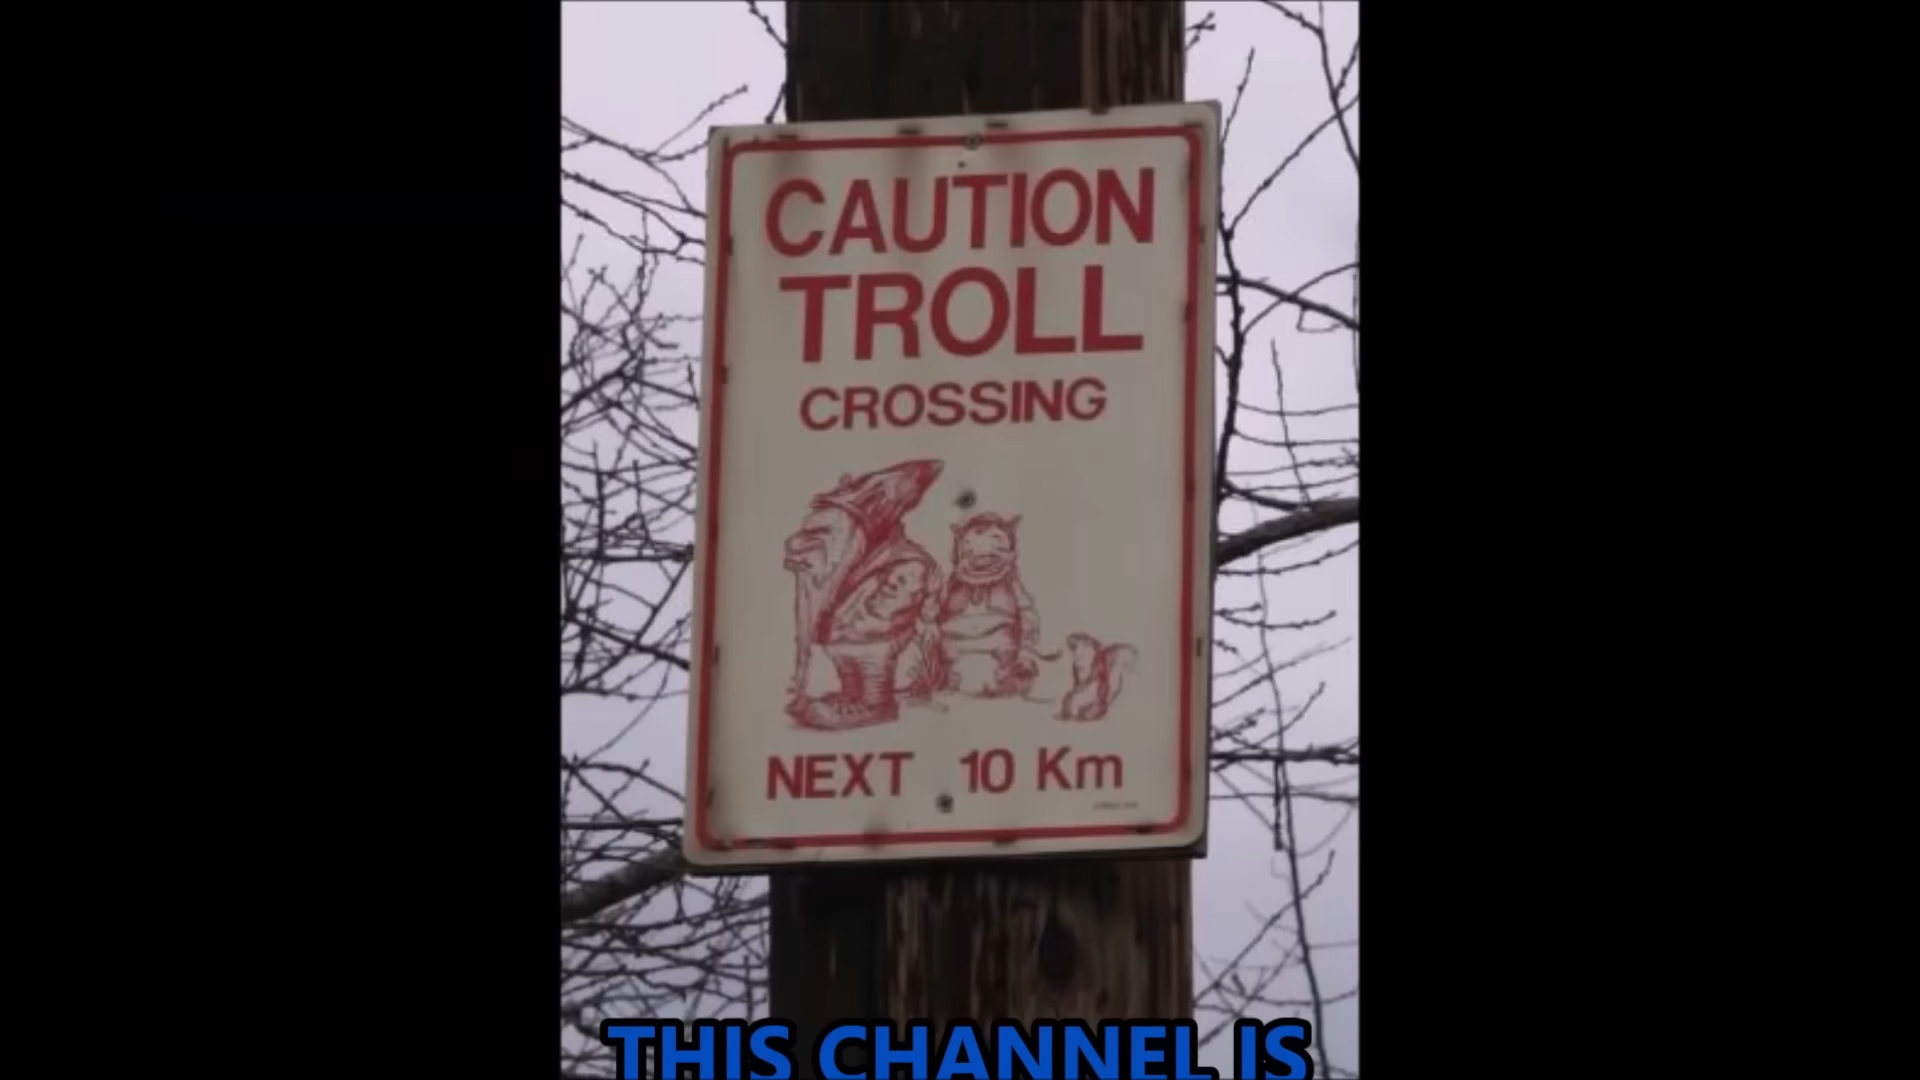 CAUTION
TROLL
CROSSING
NEXT 10 Km
THIS CHANNEL IS